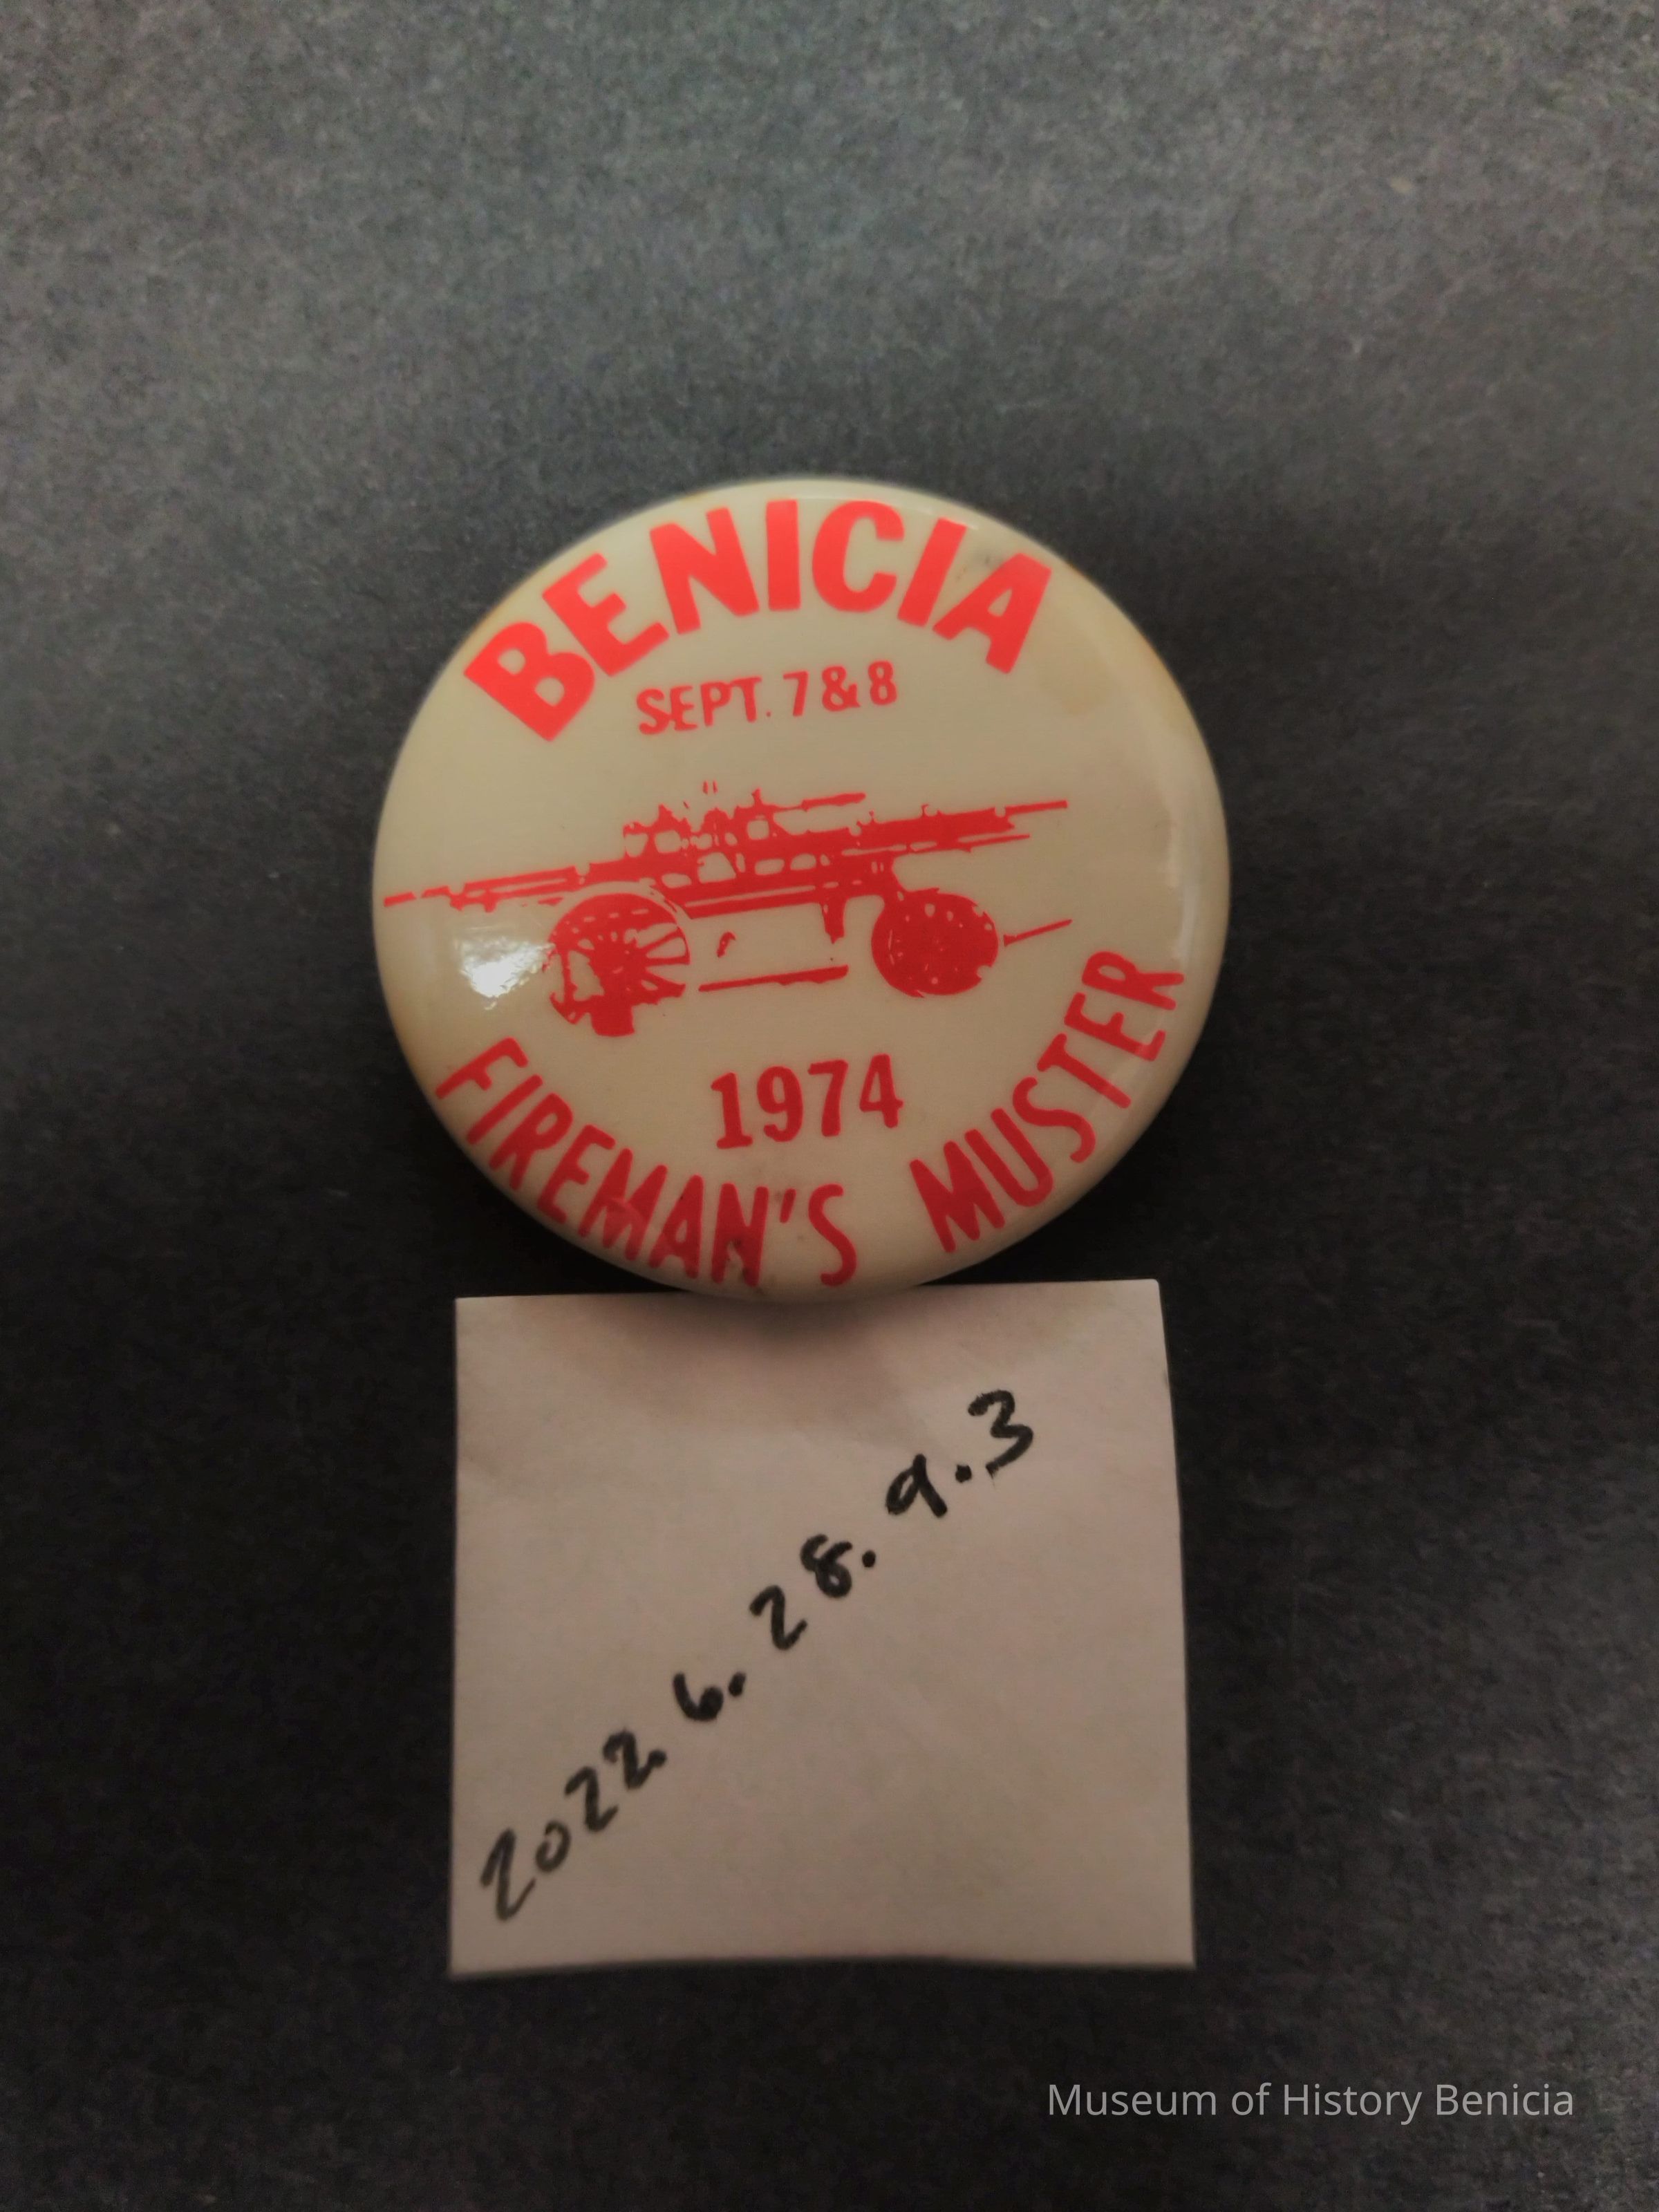 BENICIA
SEPT. 7 & 8
1974
FIREMAN'S MUSTER
2022.6.28.9.3
Museum of History Benicia